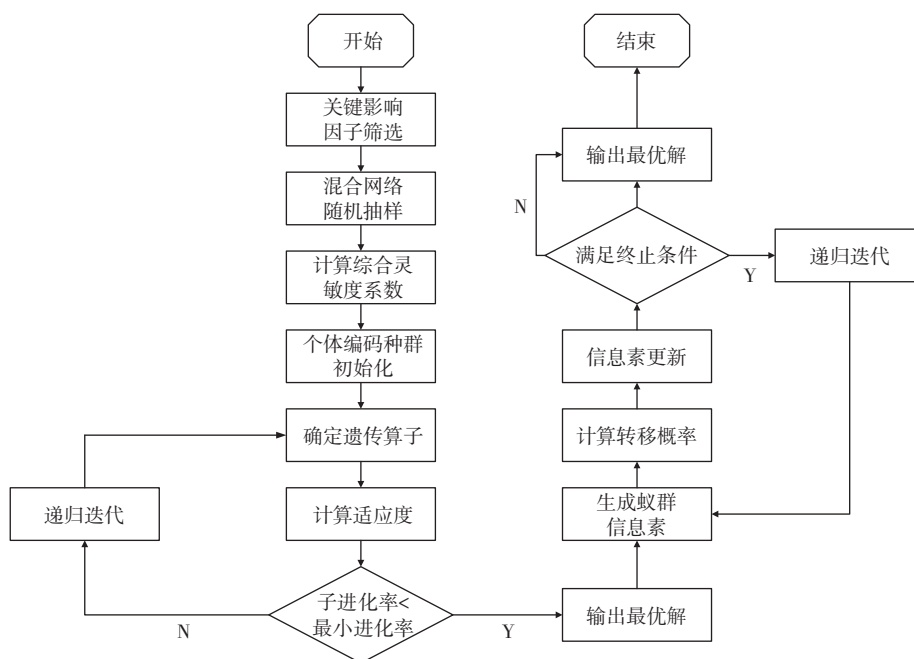 开始
关键影响
因子筛选
混合网络
随机抽样
计算综合灵
敏度系数
个体编码种群
初始化
确定遗传算子
递归迭代
计算适应度
子进化率<
最小进化率
N
Y
结束
输出最优解
N
满足终止条件
Y
递归迭代
信息素更新
计算转移概率
生成蚁群
信息素
输出最优解